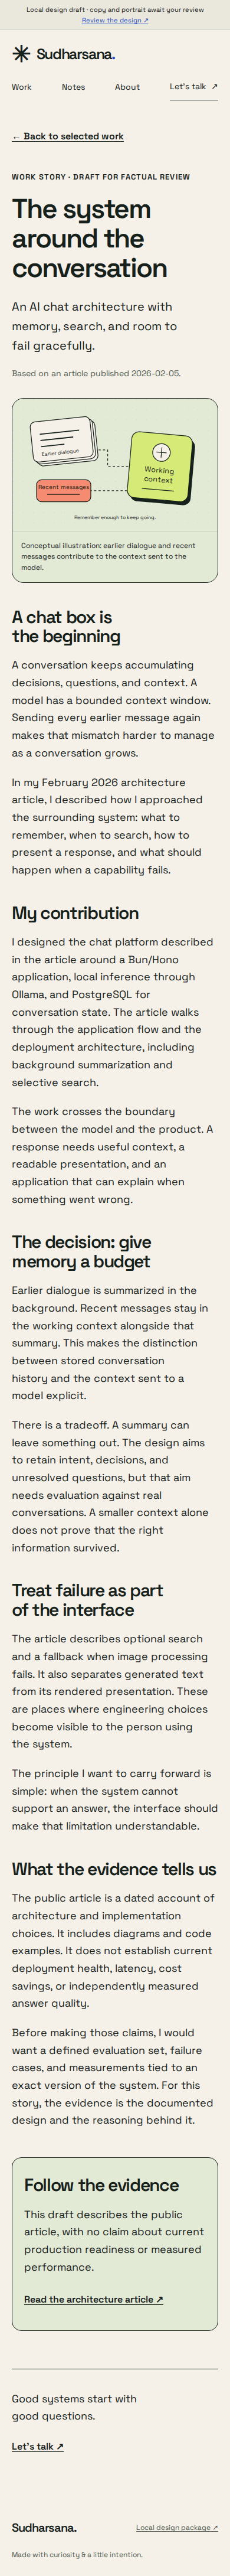 Local design draft · copy and portrait await your review
Review the design ↗
Sudharsana.
Work Notes About Let's talk ↗
← Back to selected work
WORK STORY · DRAFT FOR FACTUAL REVIEW
The system
around the
conversation
An AI chat architecture with
memory, search, and room to
fail gracefully.
Based on an article published 2026-02-05.
Earlier dialogue
Working
context
Recent messages
Remember enough to keep going.
Conceptual illustration: earlier dialogue and recent
messages contribute to the context sent to the
model.
A chat box is
the beginning
A conversation keeps accumulating
decisions, questions, and context. A
model has a bounded context window.
Sending every earlier message again
makes that mismatch harder to manage
as a conversation grows.
In my February 2026 architecture
article, I described how I approached
the surrounding system: what to
remember, when to search, how to
present a response, and what should
happen when a capability fails.
My contribution
I designed the chat platform described
in the article around a Bun/Hono
application, local inference through
Ollama, and PostgreSQL for
conversation state. The article walks
through the application flow and the
deployment architecture, including
background summarization and
selective search.
The work crosses the boundary
between the model and the product. A
response needs useful context, a
readable presentation, and an
application that can explain when
something went wrong.
The decision: give
memory a budget
Earlier dialogue is summarized in the
background. Recent messages stay in
the working context alongside that
summary. This makes the distinction
between stored conversation
history and the context sent to a
model explicit.
There is a tradeoff. A summary can
leave something out. The design aims
to retain intent, decisions, and
unresolved questions, but that aim
needs evaluation against real
conversations. A smaller context alone
does not prove that the right
information survived.
Treat failure as part
of the interface
The article describes optional search
and a fallback when image processing
fails. It also separates generated text
from its rendered presentation. These
are places where engineering choices
become visible to the person using
the system.
The principle I want to carry forward is
simple: when the system cannot
support an answer, the interface should
make that limitation understandable.
What the evidence tells us
The public article is a dated account of
architecture and implementation
choices. It includes diagrams and code
examples. It does not establish current
deployment health, latency, cost
savings, or independently measured
answer quality.
Before making those claims, I would
want a defined evaluation set, failure
cases, and measurements tied to an
exact version of the system. For this
story, the evidence is the documented
design and the reasoning behind it.
Follow the evidence
This draft describes the public
article, with no claim about current
production readiness or measured
performance.
Read the architecture article ↗
Good systems start with
good questions.
Let's talk ↗
Sudharsana.
Local design package ↗
Made with curiosity & a little intention.